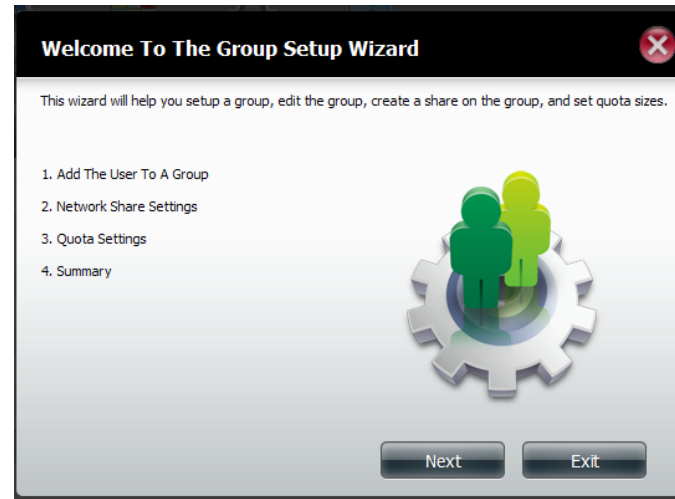 Welcome To The Group Setup Wizard
This wizard will help you setup a group, edit the group, create a share on the group, and set quota sizes.
1. Add The User To A Group
2. Network Share Settings
3. Quota Settings
4. Summary
Next Exit